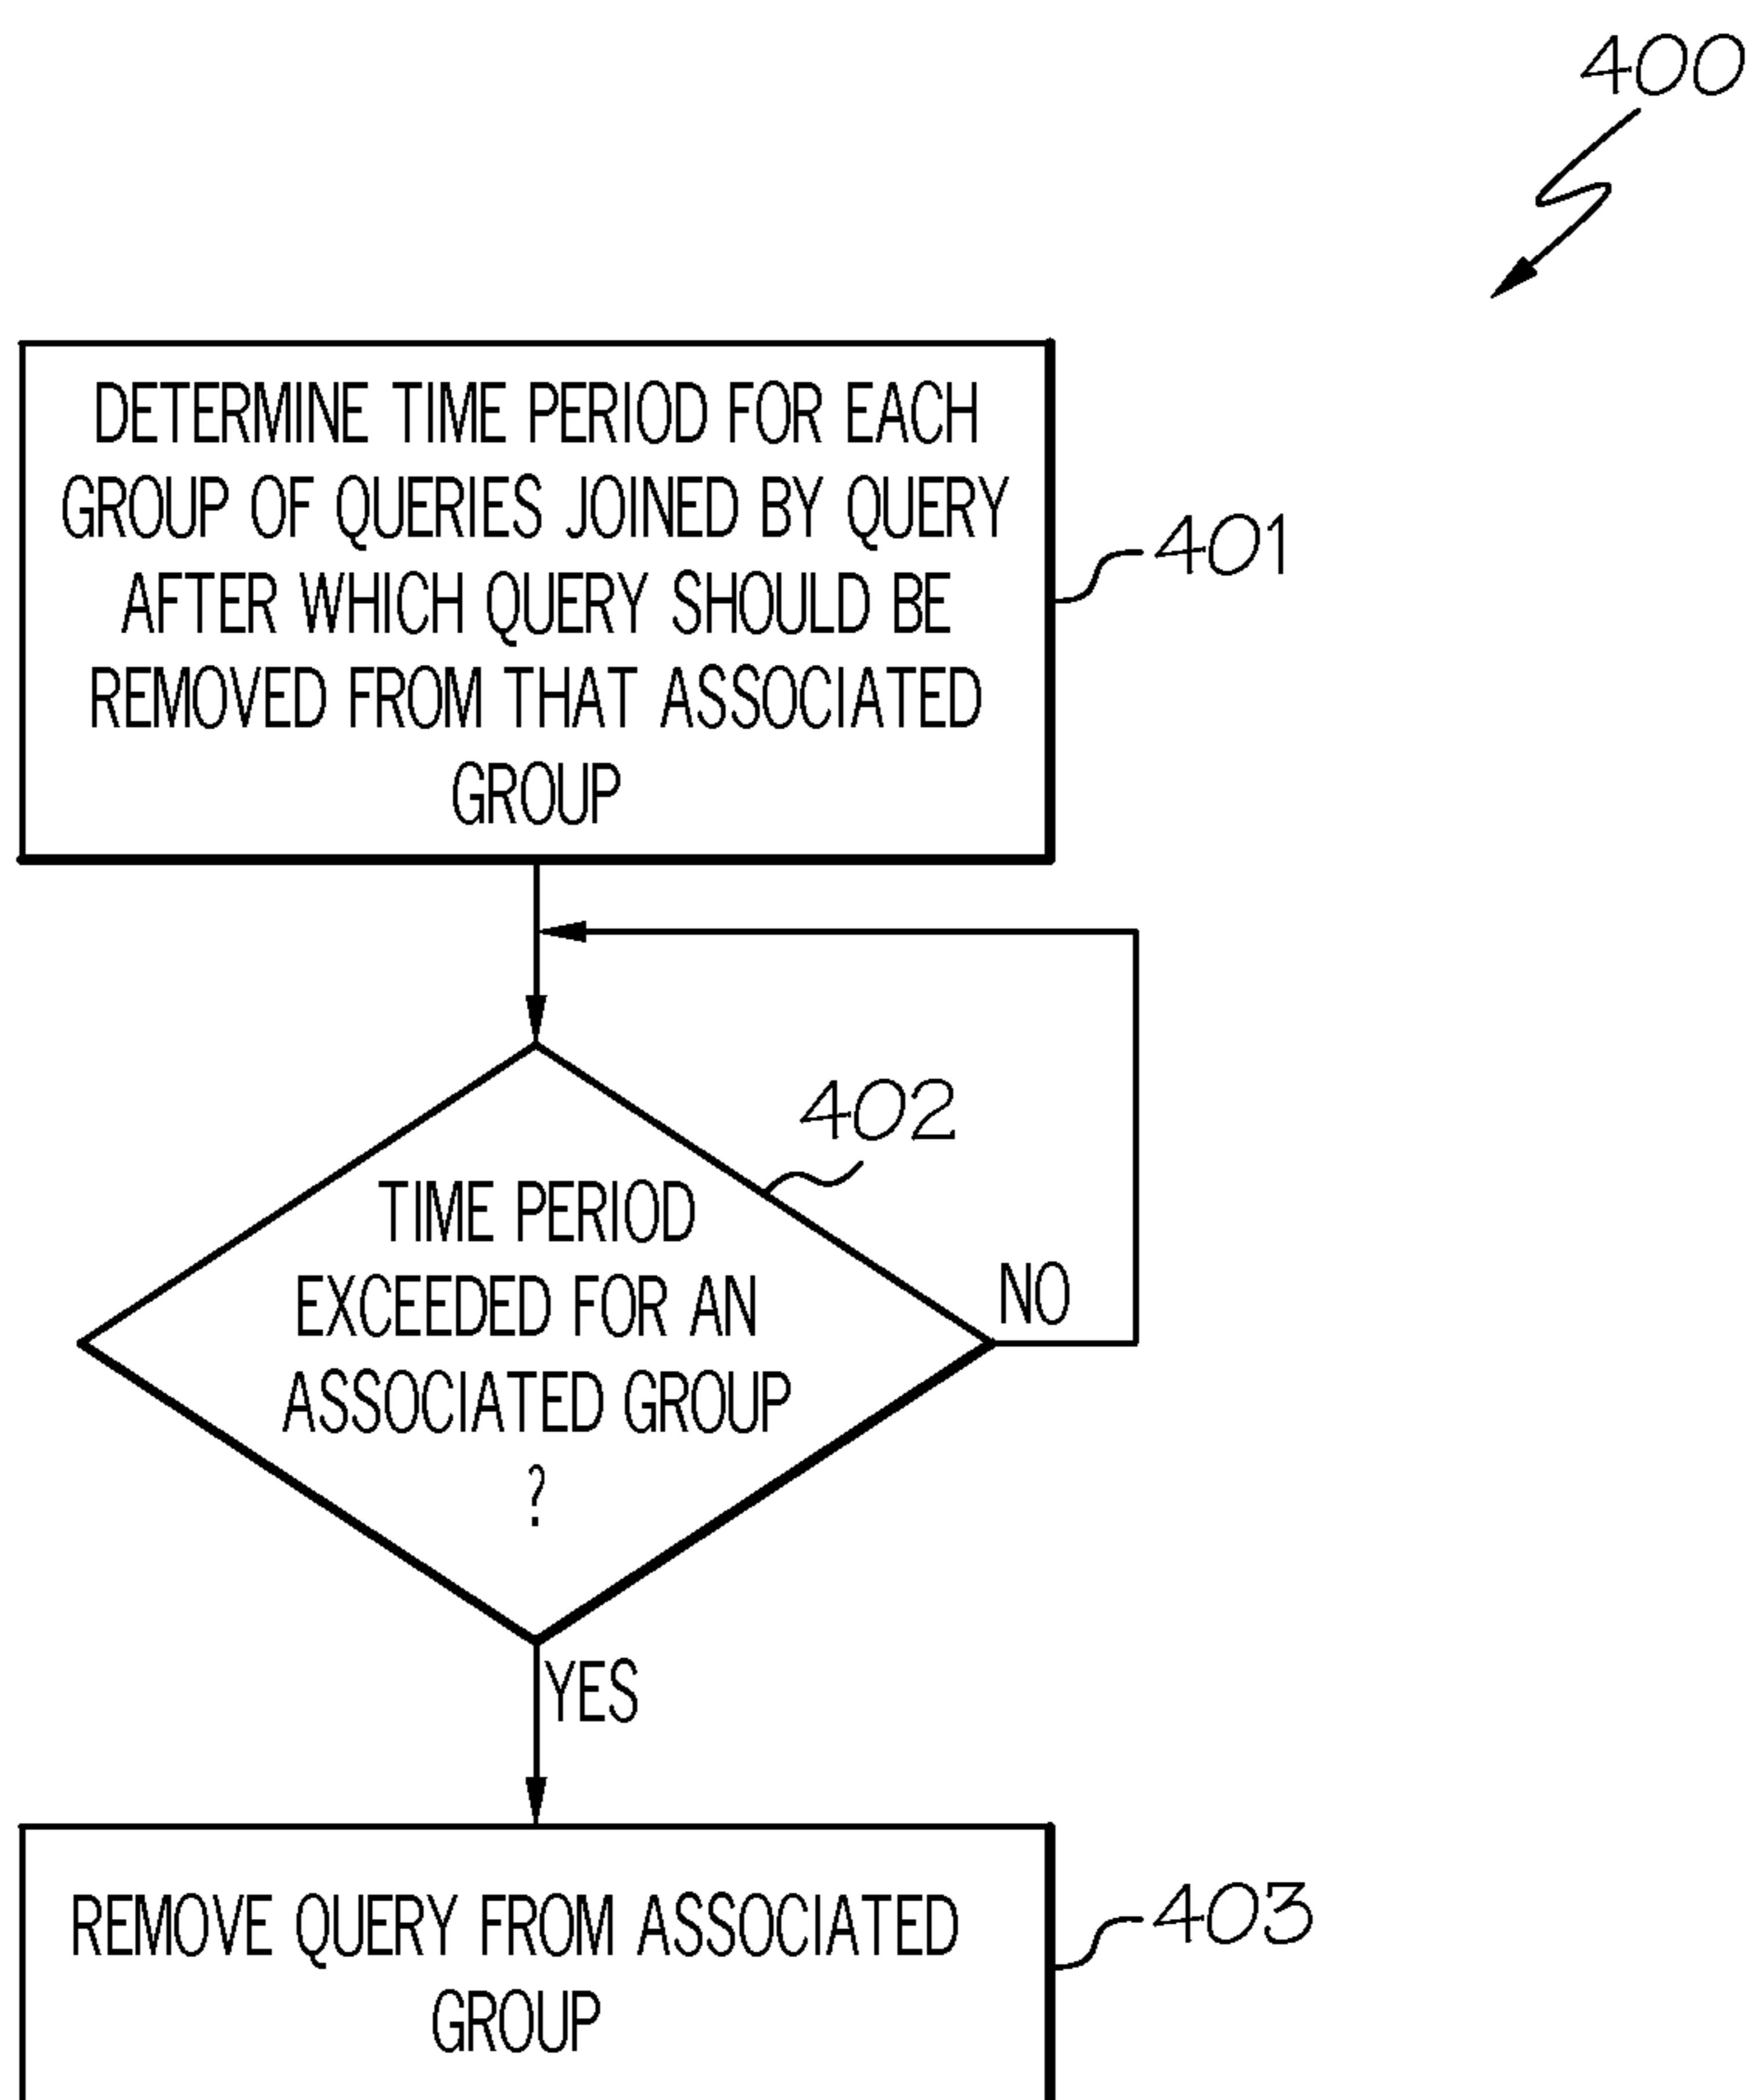 400
DETERMINE TIME PERIOD FOR EACH
GROUP OF QUERIES JOINED BY QUERY
AFTER WHICH QUERY SHOULD BE
REMOVED FROM THAT ASSOCIATED
GROUP
401
402
TIME PERIOD
EXCEEDED FOR AN
ASSOCIATED GROUP
?
NO
YES
REMOVE QUERY FROM ASSOCIATED
GROUP
403